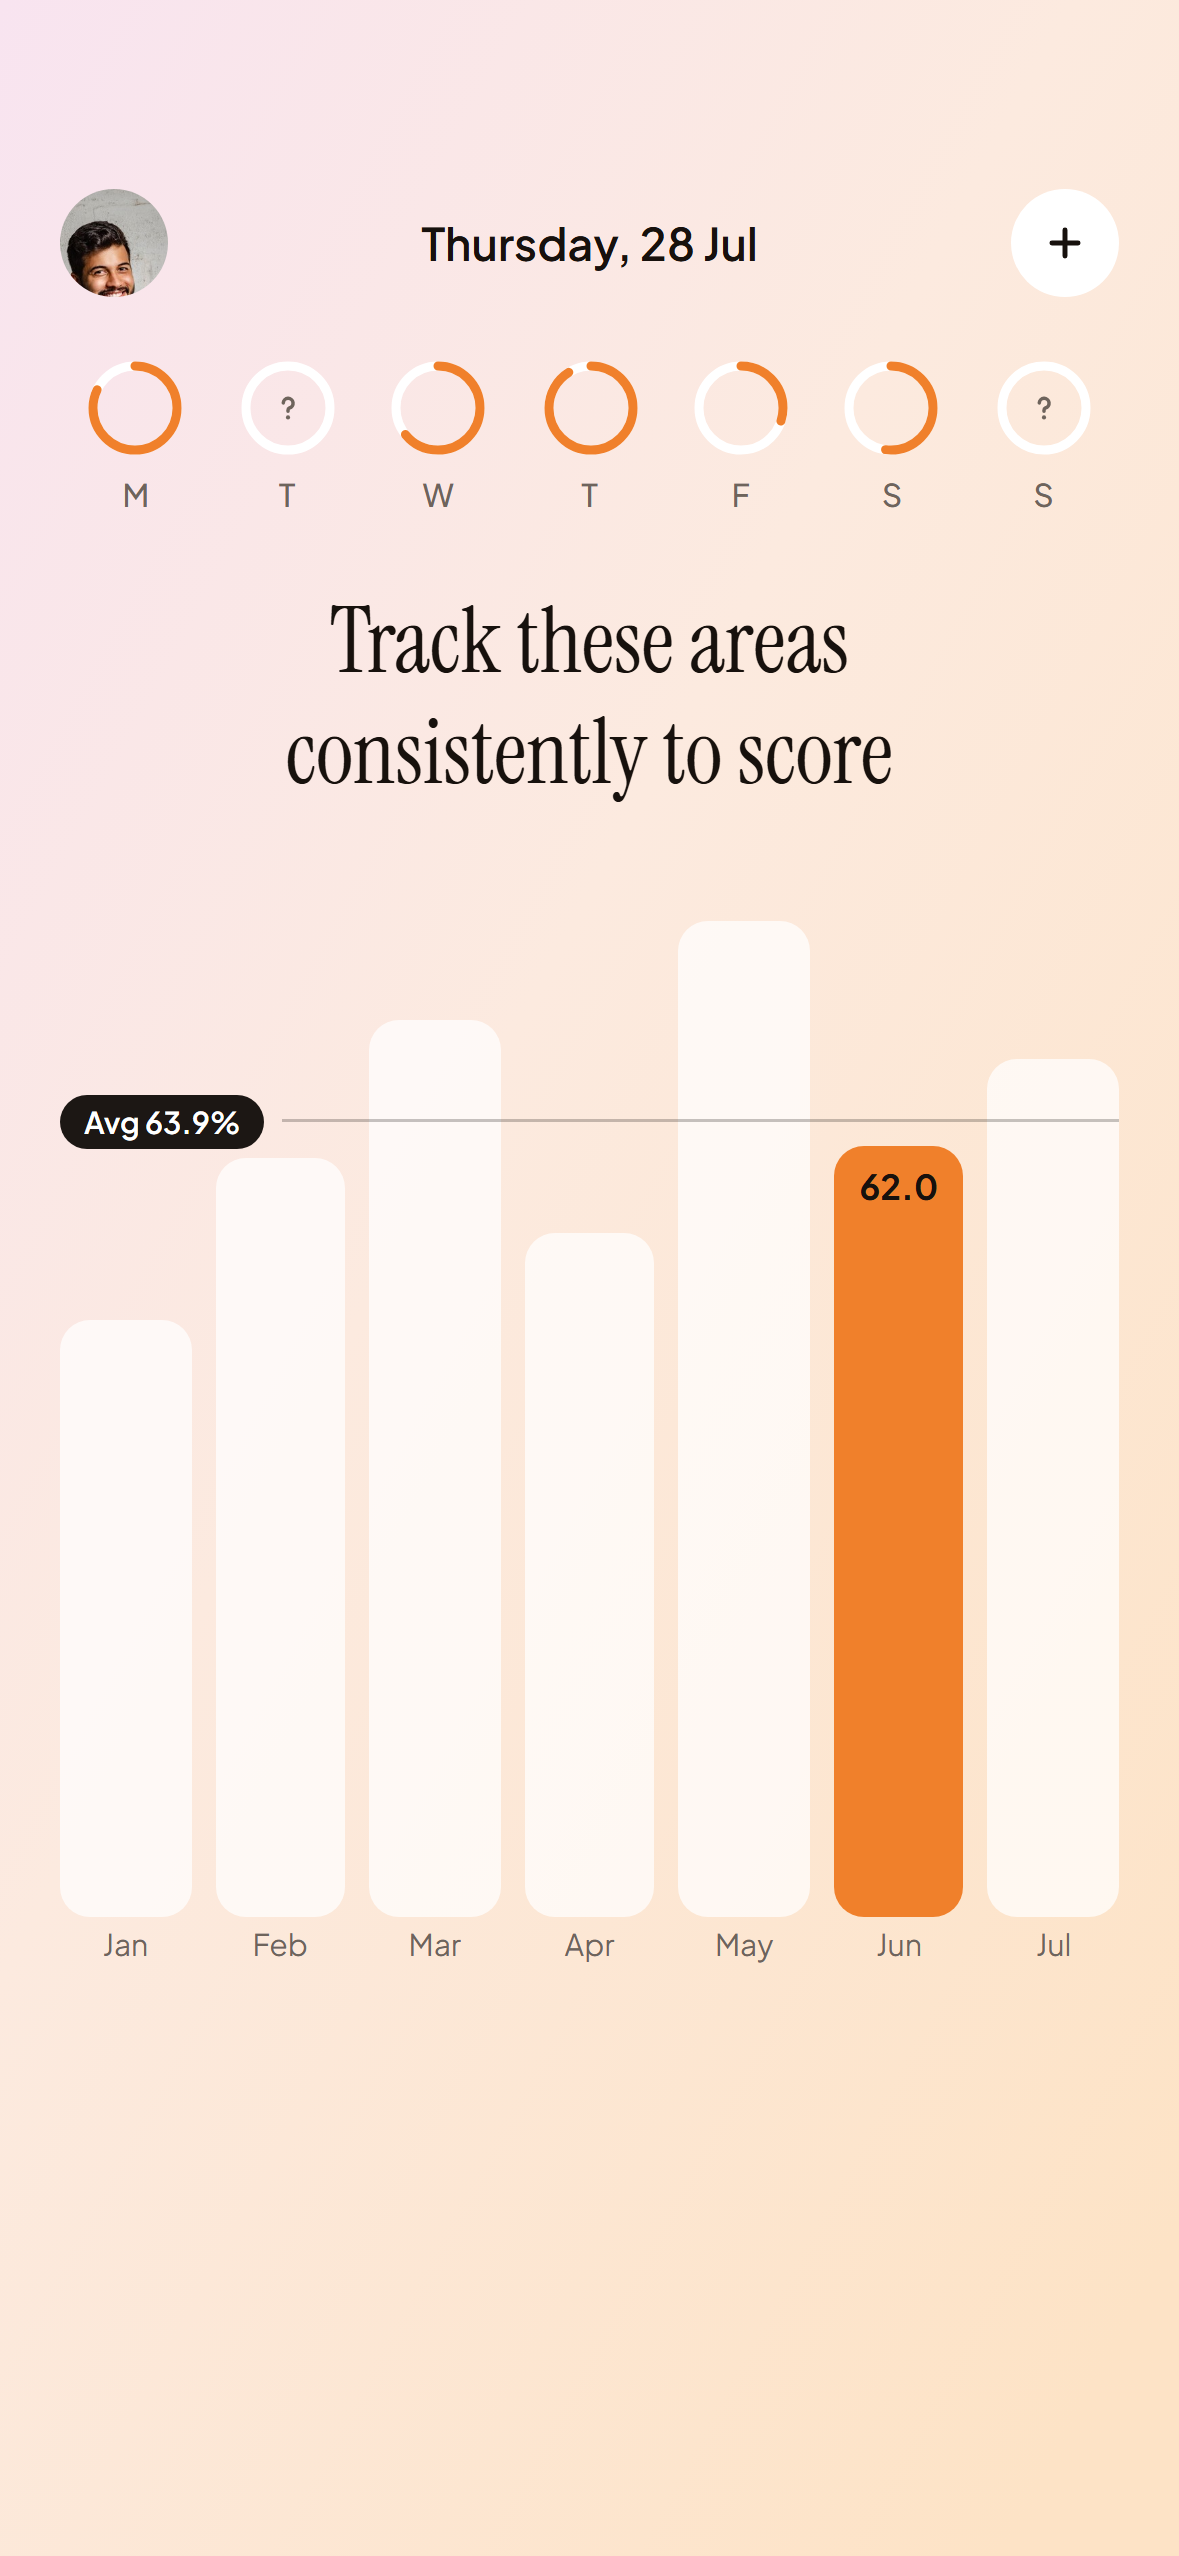 Thursday, 28 Jul
+
? ?
M T W T F S S
Track these areas
consistently to score
Avg 63.9%
62.0
Jan Feb Mar Apr May Jun Jul